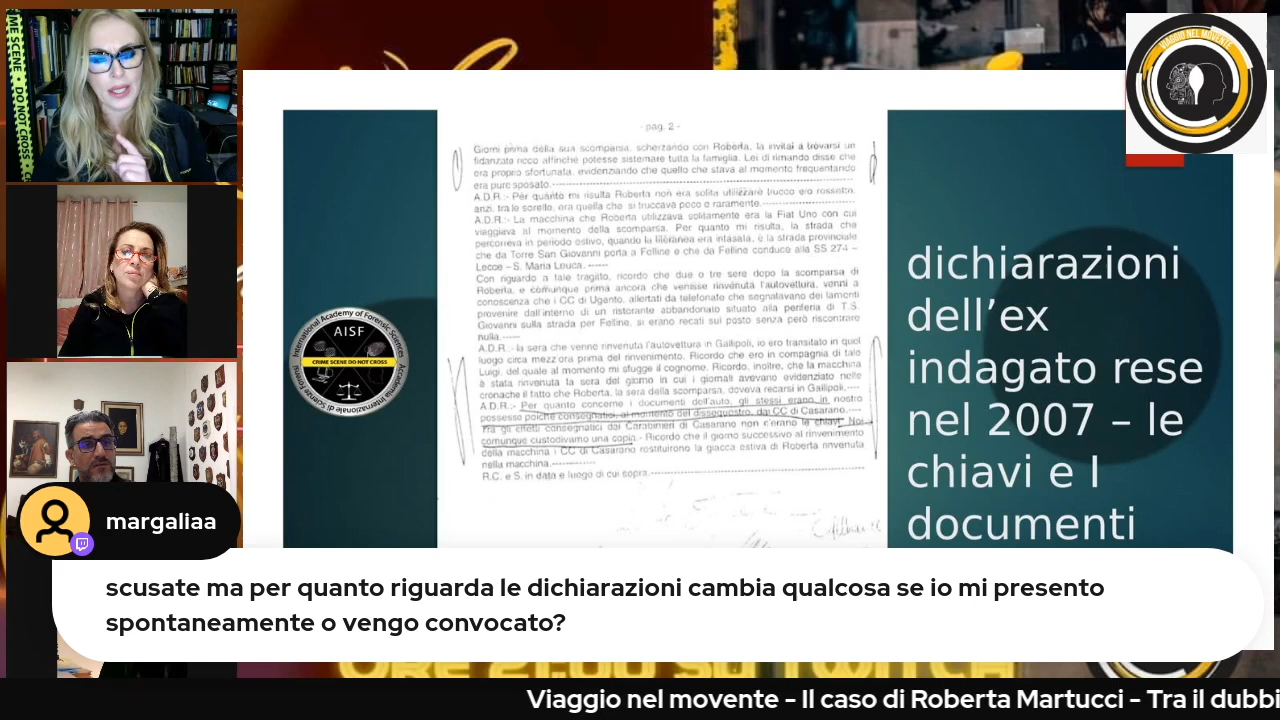 ME SCENE • DO NOT CROSS •
VIAGGIO NEL MOVENTE
- pag. 2 -
Giorni prima della sua scomparsa, scherzando con Roberta, la invitai a trovarsi un
fidanzato ricco affinché potesse sistemare tutta la famiglia. Lei di rimando disse che
era proprio sfortunata, evidenziando che quello che stava al momento frequentando
era pure sposato.
A.D.R.:- Per quanto mi risulta Roberta non era solita utilizzare trucco e/o rossetto,
anzi, tra le sorelle, era quella che si truccava poco e raramente.
A.D.R.:- La macchina che Roberta utilizzava solitamente era la Fiat Uno con cui
viaggiava al momento della scomparsa. Per quanto mi risulta, la strada che
percorreva in periodo estivo, quando la litoranea era intasata, è la strada provinciale
che da Torre San Giovanni porta a Felline e che da Felline conduce alla SS 274 –
Lecce – S. Maria Leuca.
Con riguardo a tale tragitto, ricordo che due o tre sere dopo la scomparsa di
Roberta, e comunque prima ancora che venisse rinvenuta l'autovettura, venni a
conoscenza che i CC di Ugento, allertati da telefonate che segnalavano dei lamenti
provenire dall'interno di un ristorante abbandonato situato alla periferia di T.S.
Giovanni sulla strada per Felline, si erano recati sul posto senza però riscontrare
nulla.
A.D.R.:- la sera che venne rinvenuta l'autovettura in Gallipoli, io ero transitato in quel
luogo circa mezz'ora prima del rinvenimento. Ricordo che ero in compagnia di tale
Luigi, del quale al momento mi sfugge il cognome. Ricordo, inoltre, che la macchina
è stata rinvenuta la sera del giorno in cui i giornali avevano evidenziato nelle
cronache il fatto che Roberta, la sera della scomparsa, doveva recarsi in Gallipoli.
A.D.R.:- Per quanto concerne i documenti dell'auto, gli stessi erano in nostro
possesso poiché consegnatici, al momento del dissequestro, dai CC di Casarano.
Tra gli effetti consegnatici dai Carabinieri di Casarano non c'erano le chiavi. Noi
comunque custodivamo una copia.- Ricordo che il giorno successivo al rinvenimento
della macchina i CC di Casarano restituirono la giacca estiva di Roberta rinvenuta
nella macchina.
R.C. e S. in data e luogo di cui sopra.
International Academy of Forensic Sciences
AISF
CRIME SCENE DO NOT CROSS
Accademia Internazionale di Scienze Forensi
dichiarazioni
dell’ex
indagato rese
nel 2007 – le
chiavi e I
documenti
margaliaa
scusate ma per quanto riguarda le dichiarazioni cambia qualcosa se io mi presento
spontaneamente o vengo convocato?
ORE 21:00 SU TWITCH
Viaggio nel movente - Il caso di Roberta Martucci - Tra il dubbi